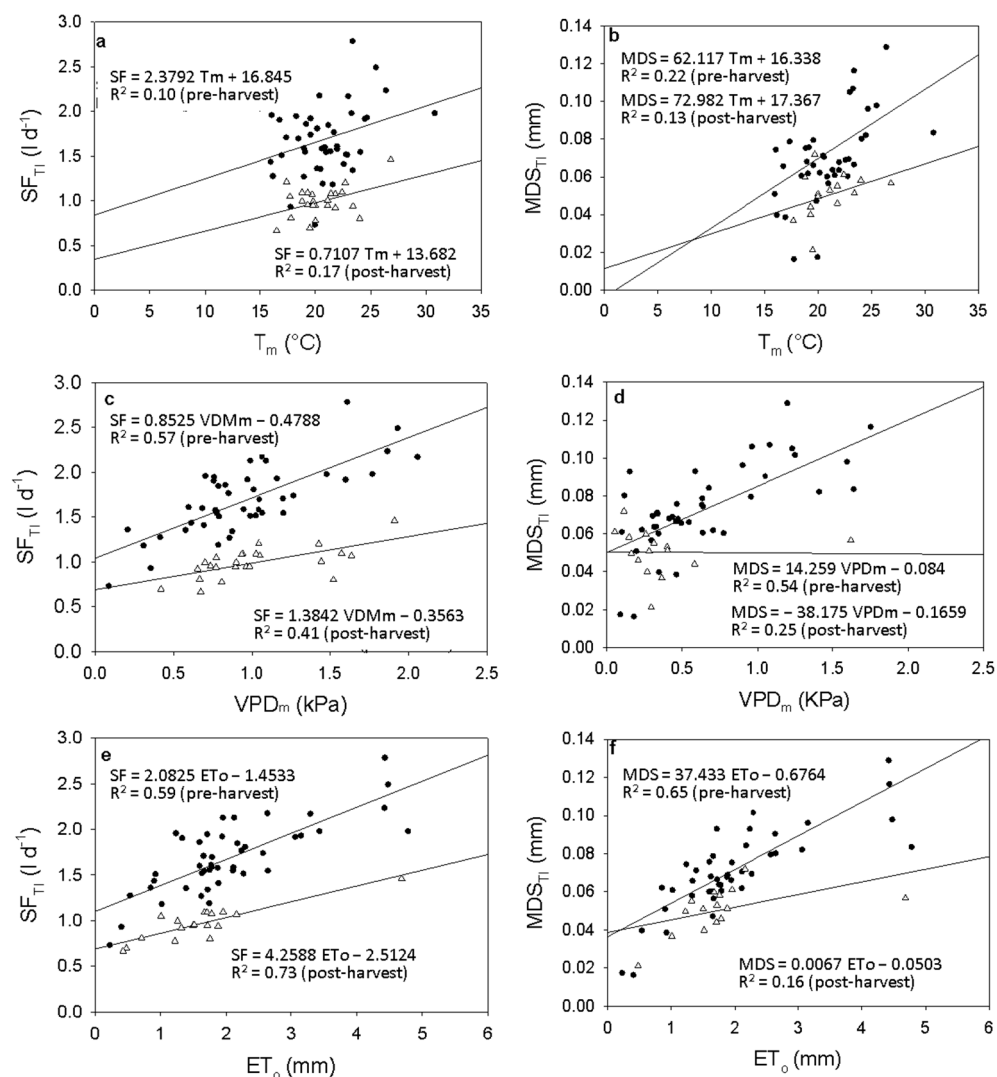 a
SF = 2.3792 Tm + 16.845
R² = 0.10 (pre-harvest)
SF = 0.7107 Tm + 13.682
R² = 0.17 (post-harvest)
3.0
2.5
2.0
1.5
1.0
0.5
0.0
SF_TI (l d⁻¹)
0 5 10 15 20 25 30 35
T_m (°C)
b
MDS = 62.117 Tm + 16.338
R² = 0.22 (pre-harvest)
MDS = 72.982 Tm + 17.367
R² = 0.13 (post-harvest)
0.14
0.12
0.10
0.08
0.06
0.04
0.02
0.00
MDS_TI (mm)
0 5 10 15 20 25 30 35
T_m (°C)
c
SF = 0.8525 VDMm – 0.4788
R² = 0.57 (pre-harvest)
SF = 1.3842 VDMm – 0.3563
R² = 0.41 (post-harvest)
3.0
2.5
2.0
1.5
1.0
0.5
0.0
SF_TI (l d⁻¹)
0.0 0.5 1.0 1.5 2.0 2.5
VPD_m (kPa)
d
MDS = 14.259 VPDm – 0.084
R² = 0.54 (pre-harvest)
MDS = – 38.175 VPDm – 0.1659
R² = 0.25 (post-harvest)
0.14
0.12
0.10
0.08
0.06
0.04
0.02
0.00
MDS_TI (mm)
0.0 0.5 1.0 1.5 2.0 2.5
VPD_m (KPa)
e
SF = 2.0825 ETo – 1.4533
R² = 0.59 (pre-harvest)
SF = 4.2588 ETo – 2.5124
R² = 0.73 (post-harvest)
3.0
2.5
2.0
1.5
1.0
0.5
0.0
SF_TI (l d⁻¹)
0 1 2 3 4 5 6
ET_o (mm)
f
MDS = 37.433 ETo – 0.6764
R² = 0.65 (pre-harvest)
MDS = 0.0067 ETo – 0.0503
R² = 0.16 (post-harvest)
0.14
0.12
0.10
0.08
0.06
0.04
0.02
0.00
MDS_TI (mm)
0 1 2 3 4 5 6
ET_o (mm)